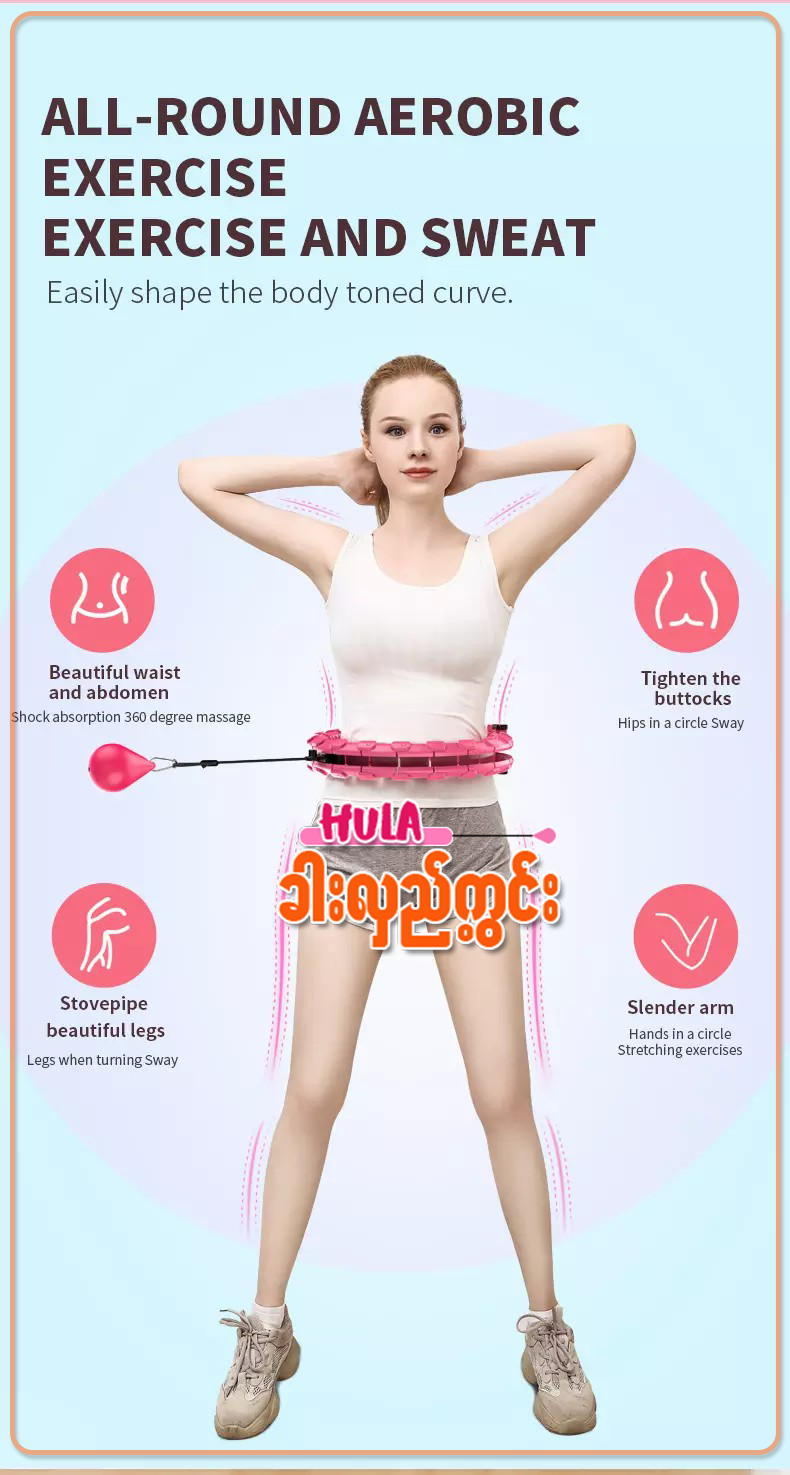 ALL-ROUND AEROBIC
EXERCISE
EXERCISE AND SWEAT
Easily shape the body toned curve.
Beautiful waist
and abdomen
Shock absorption 360 degree massage
Tighten the
buttocks
Hips in a circle Sway
HULA
ခါးလှည့်ကွင်း
Stovepipe
beautiful legs
Legs when turning Sway
Slender arm
Hands in a circle
Stretching exercises